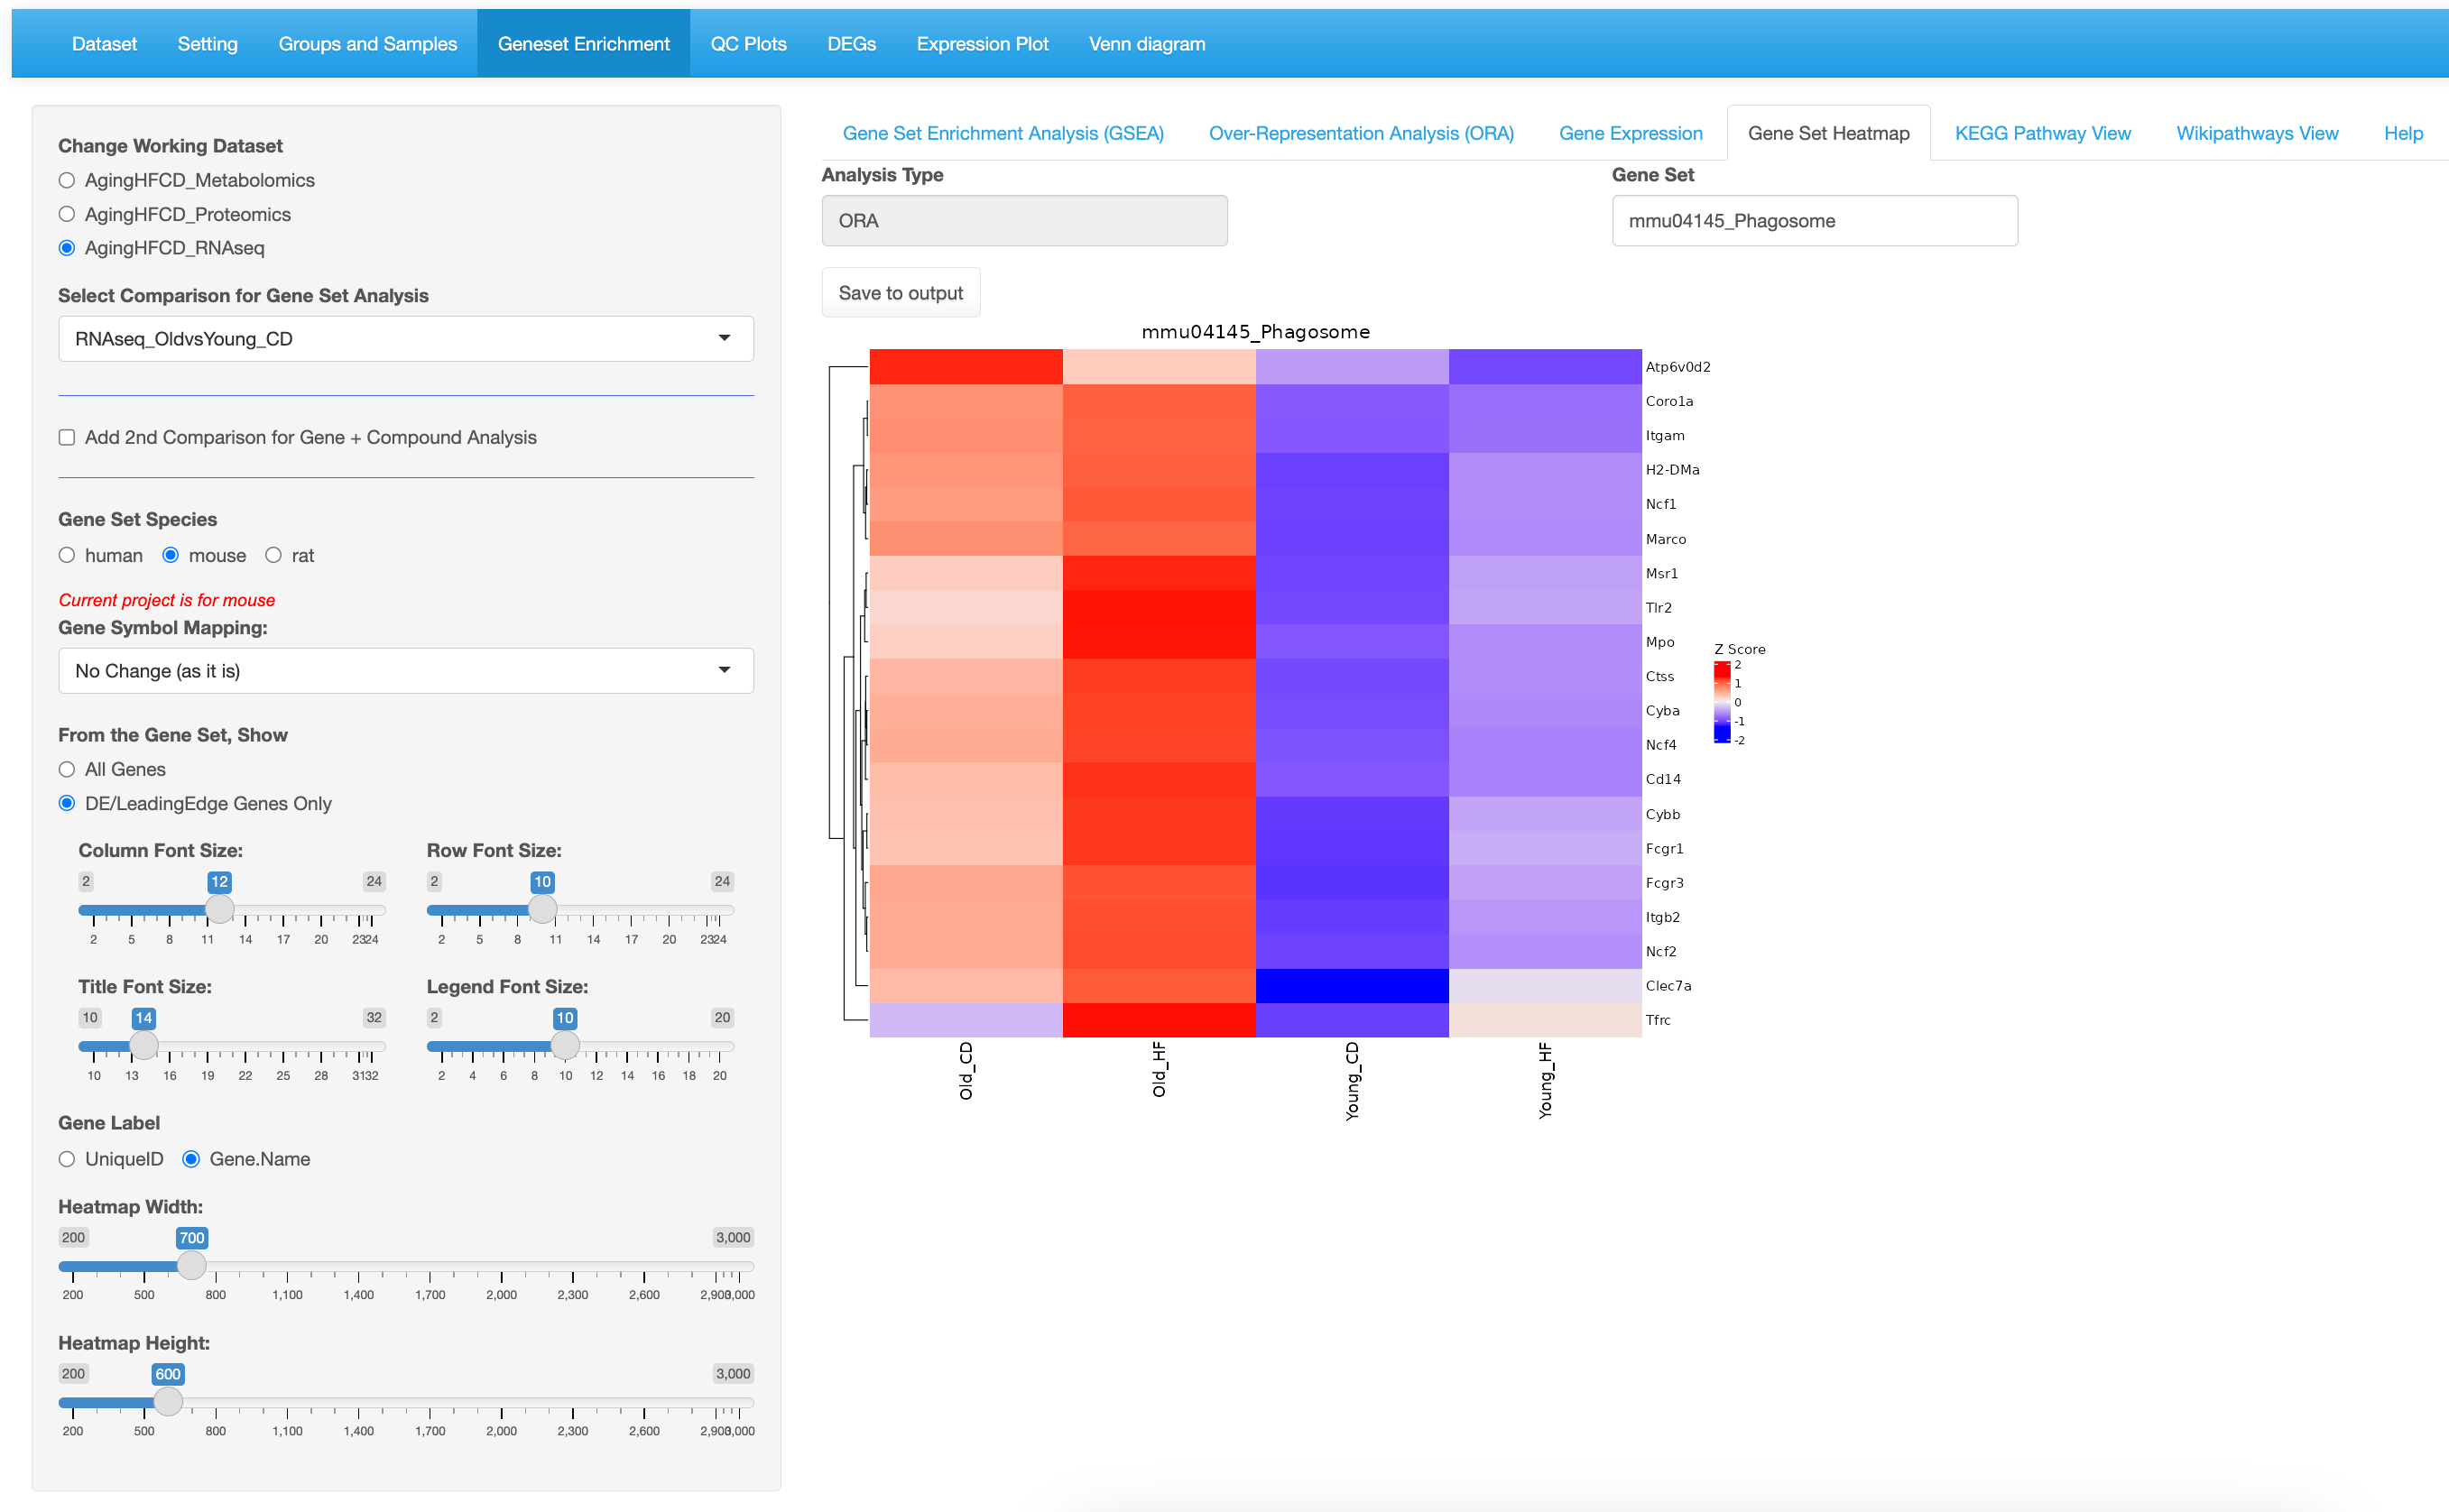 Dataset Setting Groups and Samples Geneset Enrichment QC Plots DEGs Expression Plot Venn diagram
Change Working Dataset
AgingHFCD_Metabolomics
AgingHFCD_Proteomics
AgingHFCD_RNAseq
Select Comparison for Gene Set Analysis
RNAseq_OldvsYoung_CD
Add 2nd Comparison for Gene + Compound Analysis
Gene Set Species
human mouse rat
Current project is for mouse
Gene Symbol Mapping:
No Change (as it is)
From the Gene Set, Show
All Genes
DE/LeadingEdge Genes Only
Column Font Size: Row Font Size:
2 12 24 2 10 24
2 5 8 11 14 17 20 2324 2 5 8 11 14 17 20 2324
Title Font Size: Legend Font Size:
10 14 32 2 10 20
10 13 16 19 22 25 28 3132 2 4 6 8 10 12 14 16 18 20
Gene Label
UniqueID Gene.Name
Heatmap Width:
200 700 3,000
200 500 800 1,100 1,400 1,700 2,000 2,300 2,600 2,900 3,000
Heatmap Height:
200 600 3,000
200 500 800 1,100 1,400 1,700 2,000 2,300 2,600 2,900 3,000
Gene Set Enrichment Analysis (GSEA) Over-Representation Analysis (ORA) Gene Expression Gene Set Heatmap KEGG Pathway View Wikipathways View Help
Analysis Type Gene Set
ORA mmu04145_Phagosome
Save to output
mmu04145_Phagosome
Atp6v0d2
Coro1a
Itgam
H2-DMa
Ncf1
Marco
Msr1
Tlr2
Mpo
Ctss
Cyba
Ncf4
Cd14
Cybb
Fcgr1
Fcgr3
Itgb2
Ncf2
Clec7a
Tfrc
Z Score
2
1
0
-1
-2
Old_CD Old_HF Young_CD Young_HF